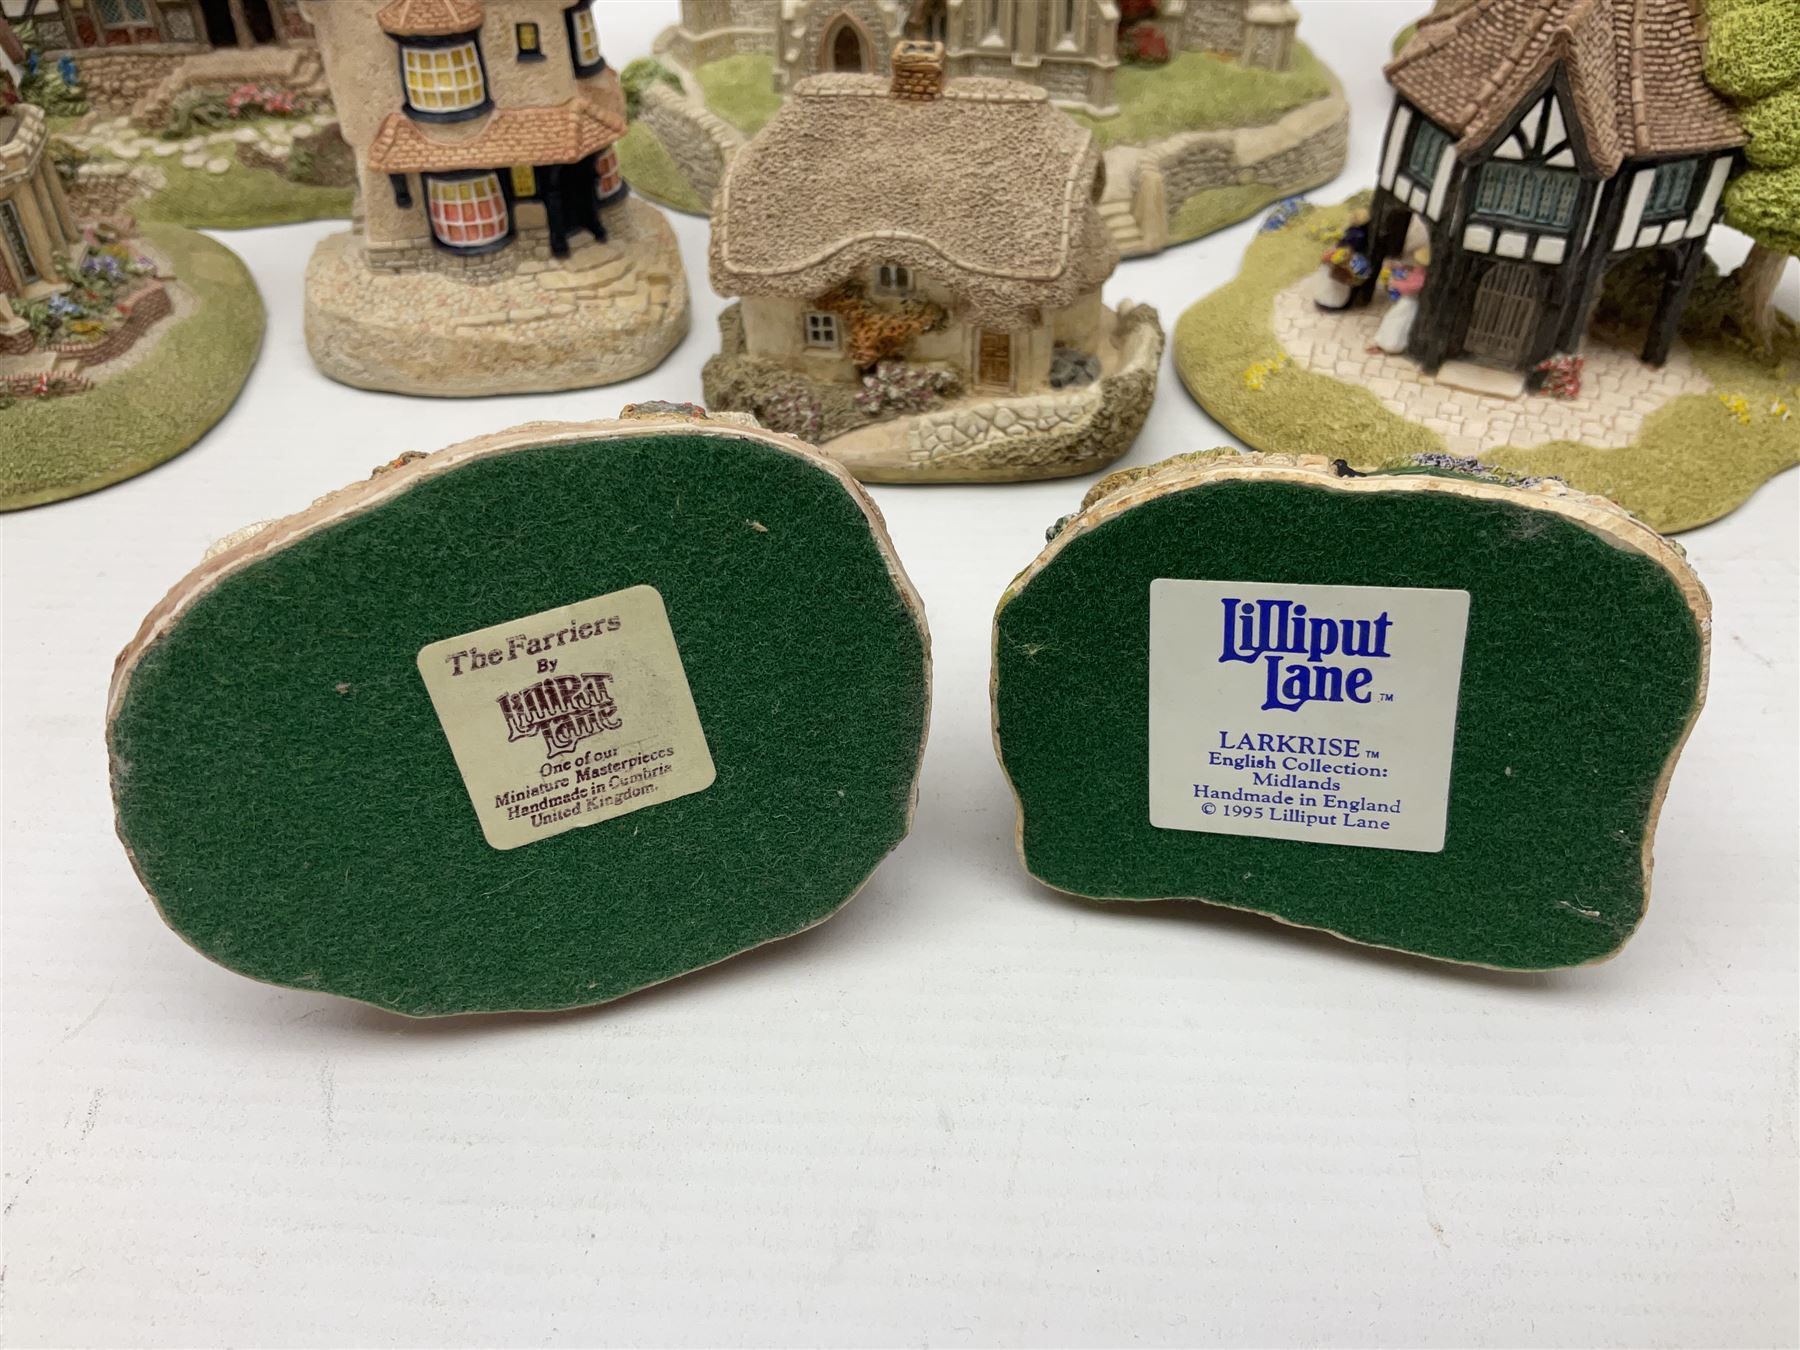 The Farriers
By
Lilliput
Lane
One of our
Miniature Masterpieces
Handmade in Cumbria
United Kingdom.
Lilliput
Lane™
LARKRISE™
English Collection:
Midlands
Handmade in England
© 1995 Lilliput Lane